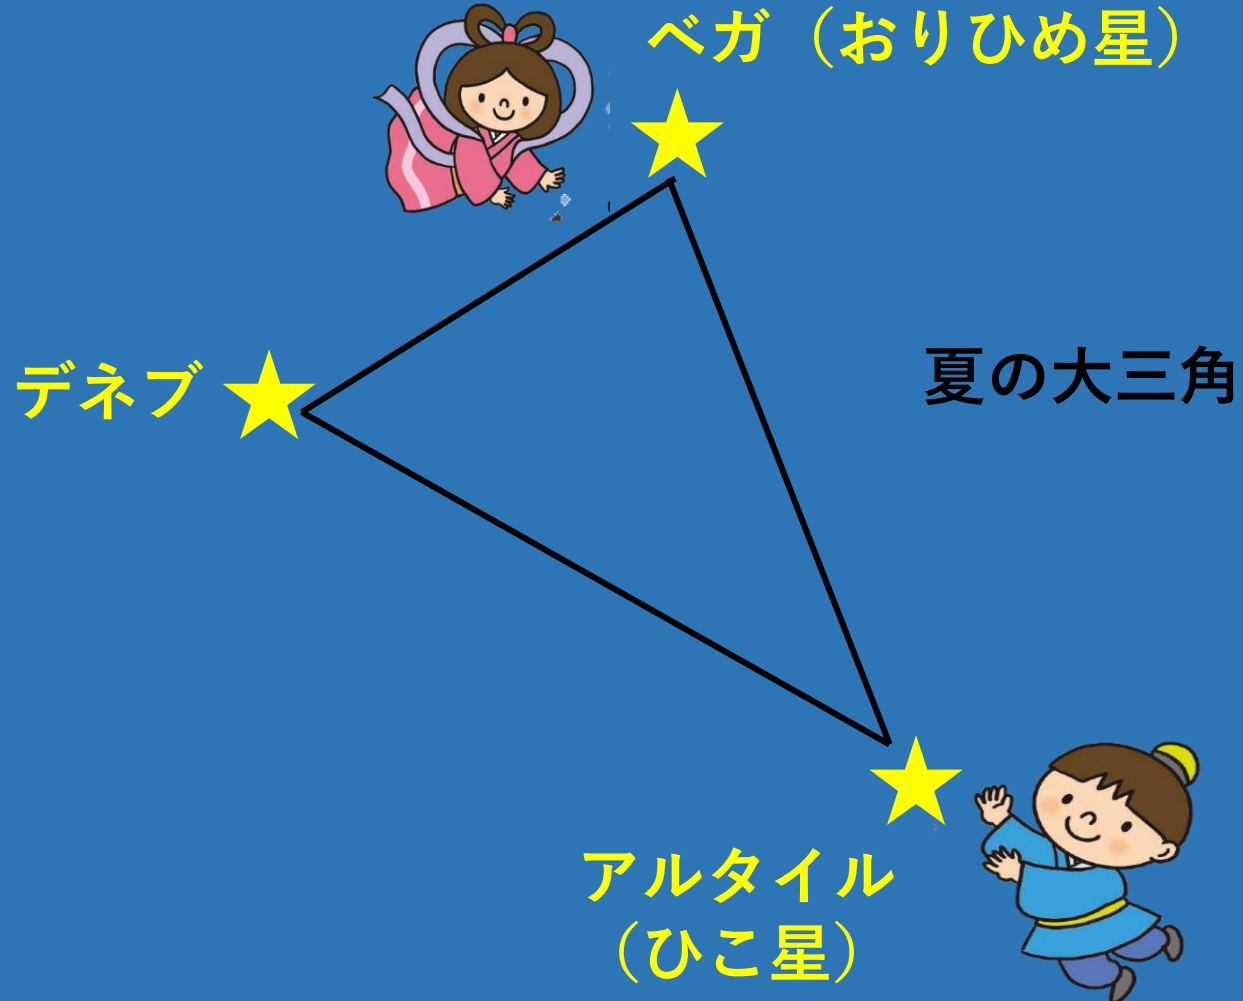 ベガ（おりひめ星）
デネブ
夏の大三角
アルタイル
（ひこ星）